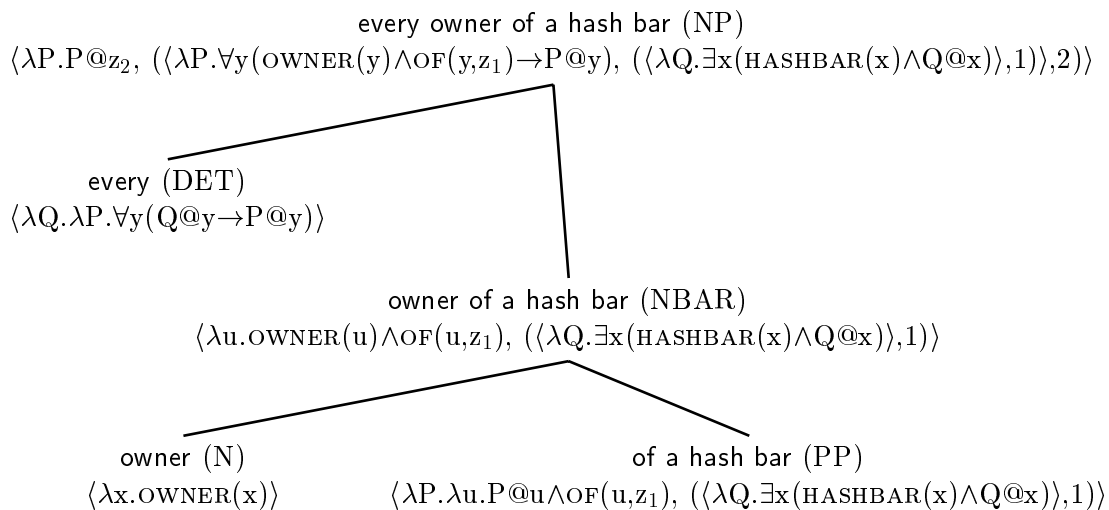 every owner of a hash bar (NP)
⟨λP.P@z₂, (⟨λP.∀y(OWNER(y)∧OF(y,z₁)→P@y), (⟨λQ.∃x(HASHBAR(x)∧Q@x)⟩,1)⟩,2)⟩
every (DET)
⟨λQ.λP.∀y(Q@y→P@y)⟩
owner of a hash bar (NBAR)
⟨λu.OWNER(u)∧OF(u,z₁), (⟨λQ.∃x(HASHBAR(x)∧Q@x)⟩,1)⟩
owner (N) of a hash bar (PP)
⟨λx.OWNER(x)⟩ ⟨λP.λu.P@u∧OF(u,z₁), (⟨λQ.∃x(HASHBAR(x)∧Q@x)⟩,1)⟩